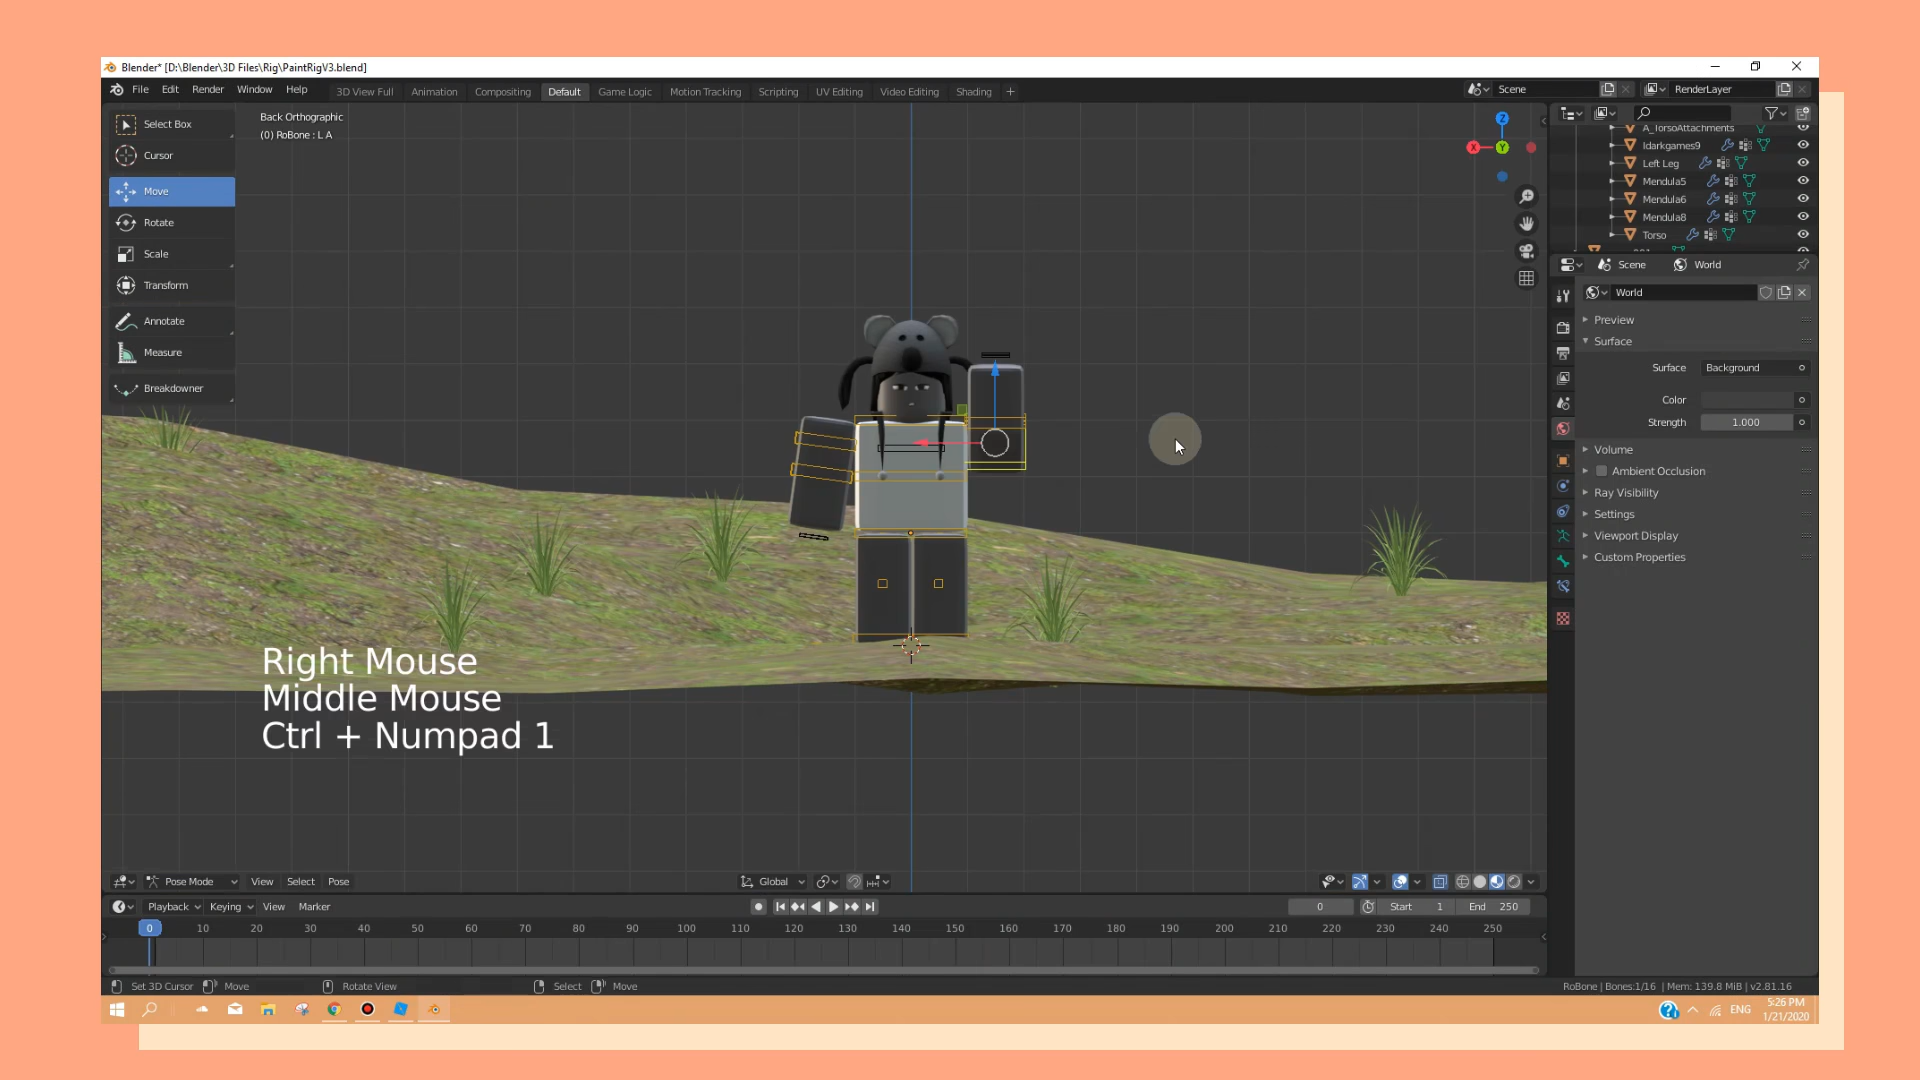 Blender* [D:\Blender\3D Files\Rig\PaintRigV3.blend]
File Edit Render Window Help
3D View Full Animation Compositing Default Game Logic Motion Tracking Scripting UV Editing Video Editing Shading
Scene
RenderLayer
Select Box
Cursor
Move
Rotate
Scale
Transform
Annotate
Measure
Breakdowner
Back Orthographic
(0) RoBone : L A
Z
X
Y
A_TorsoAttachments
Idarkgames9
Left Leg
Mendula5
Mendula6
Mendula8
Torso
Scene World
World
Preview
Surface
Surface Background
Color
Strength 1.000
Volume
Ambient Occlusion
Ray Visibility
Settings
Viewport Display
Custom Properties
Right Mouse
Middle Mouse
Ctrl + Numpad 1
Pose Mode View Select Pose
Global
Playback Keying View Marker
0 Start 1 End 250
0 10 20 30 40 50 60 70 80 90 100 110 120 130 140 150 160 170 180 190 200 210 220 230 240 250
Set 3D Cursor Move Rotate View Select Move
RoBone | Bones:1/16 | Mem: 139.8 MiB | v2.81.16
ENG
5:26 PM
1/21/2020